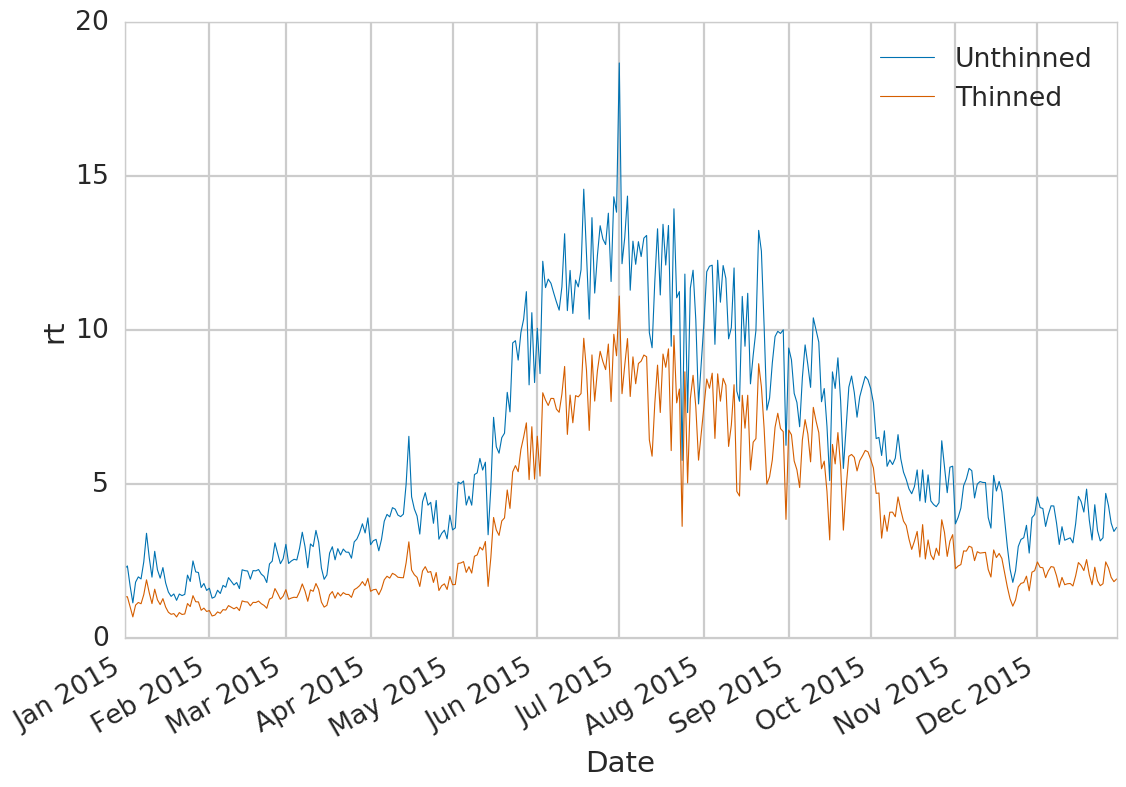 20
15
10
5
0
rt
Unthinned
Thinned
Jan 2015
Feb 2015
Mar 2015
Apr 2015
May 2015
Jun 2015
Jul 2015
Aug 2015
Sep 2015
Oct 2015
Nov 2015
Dec 2015
Date